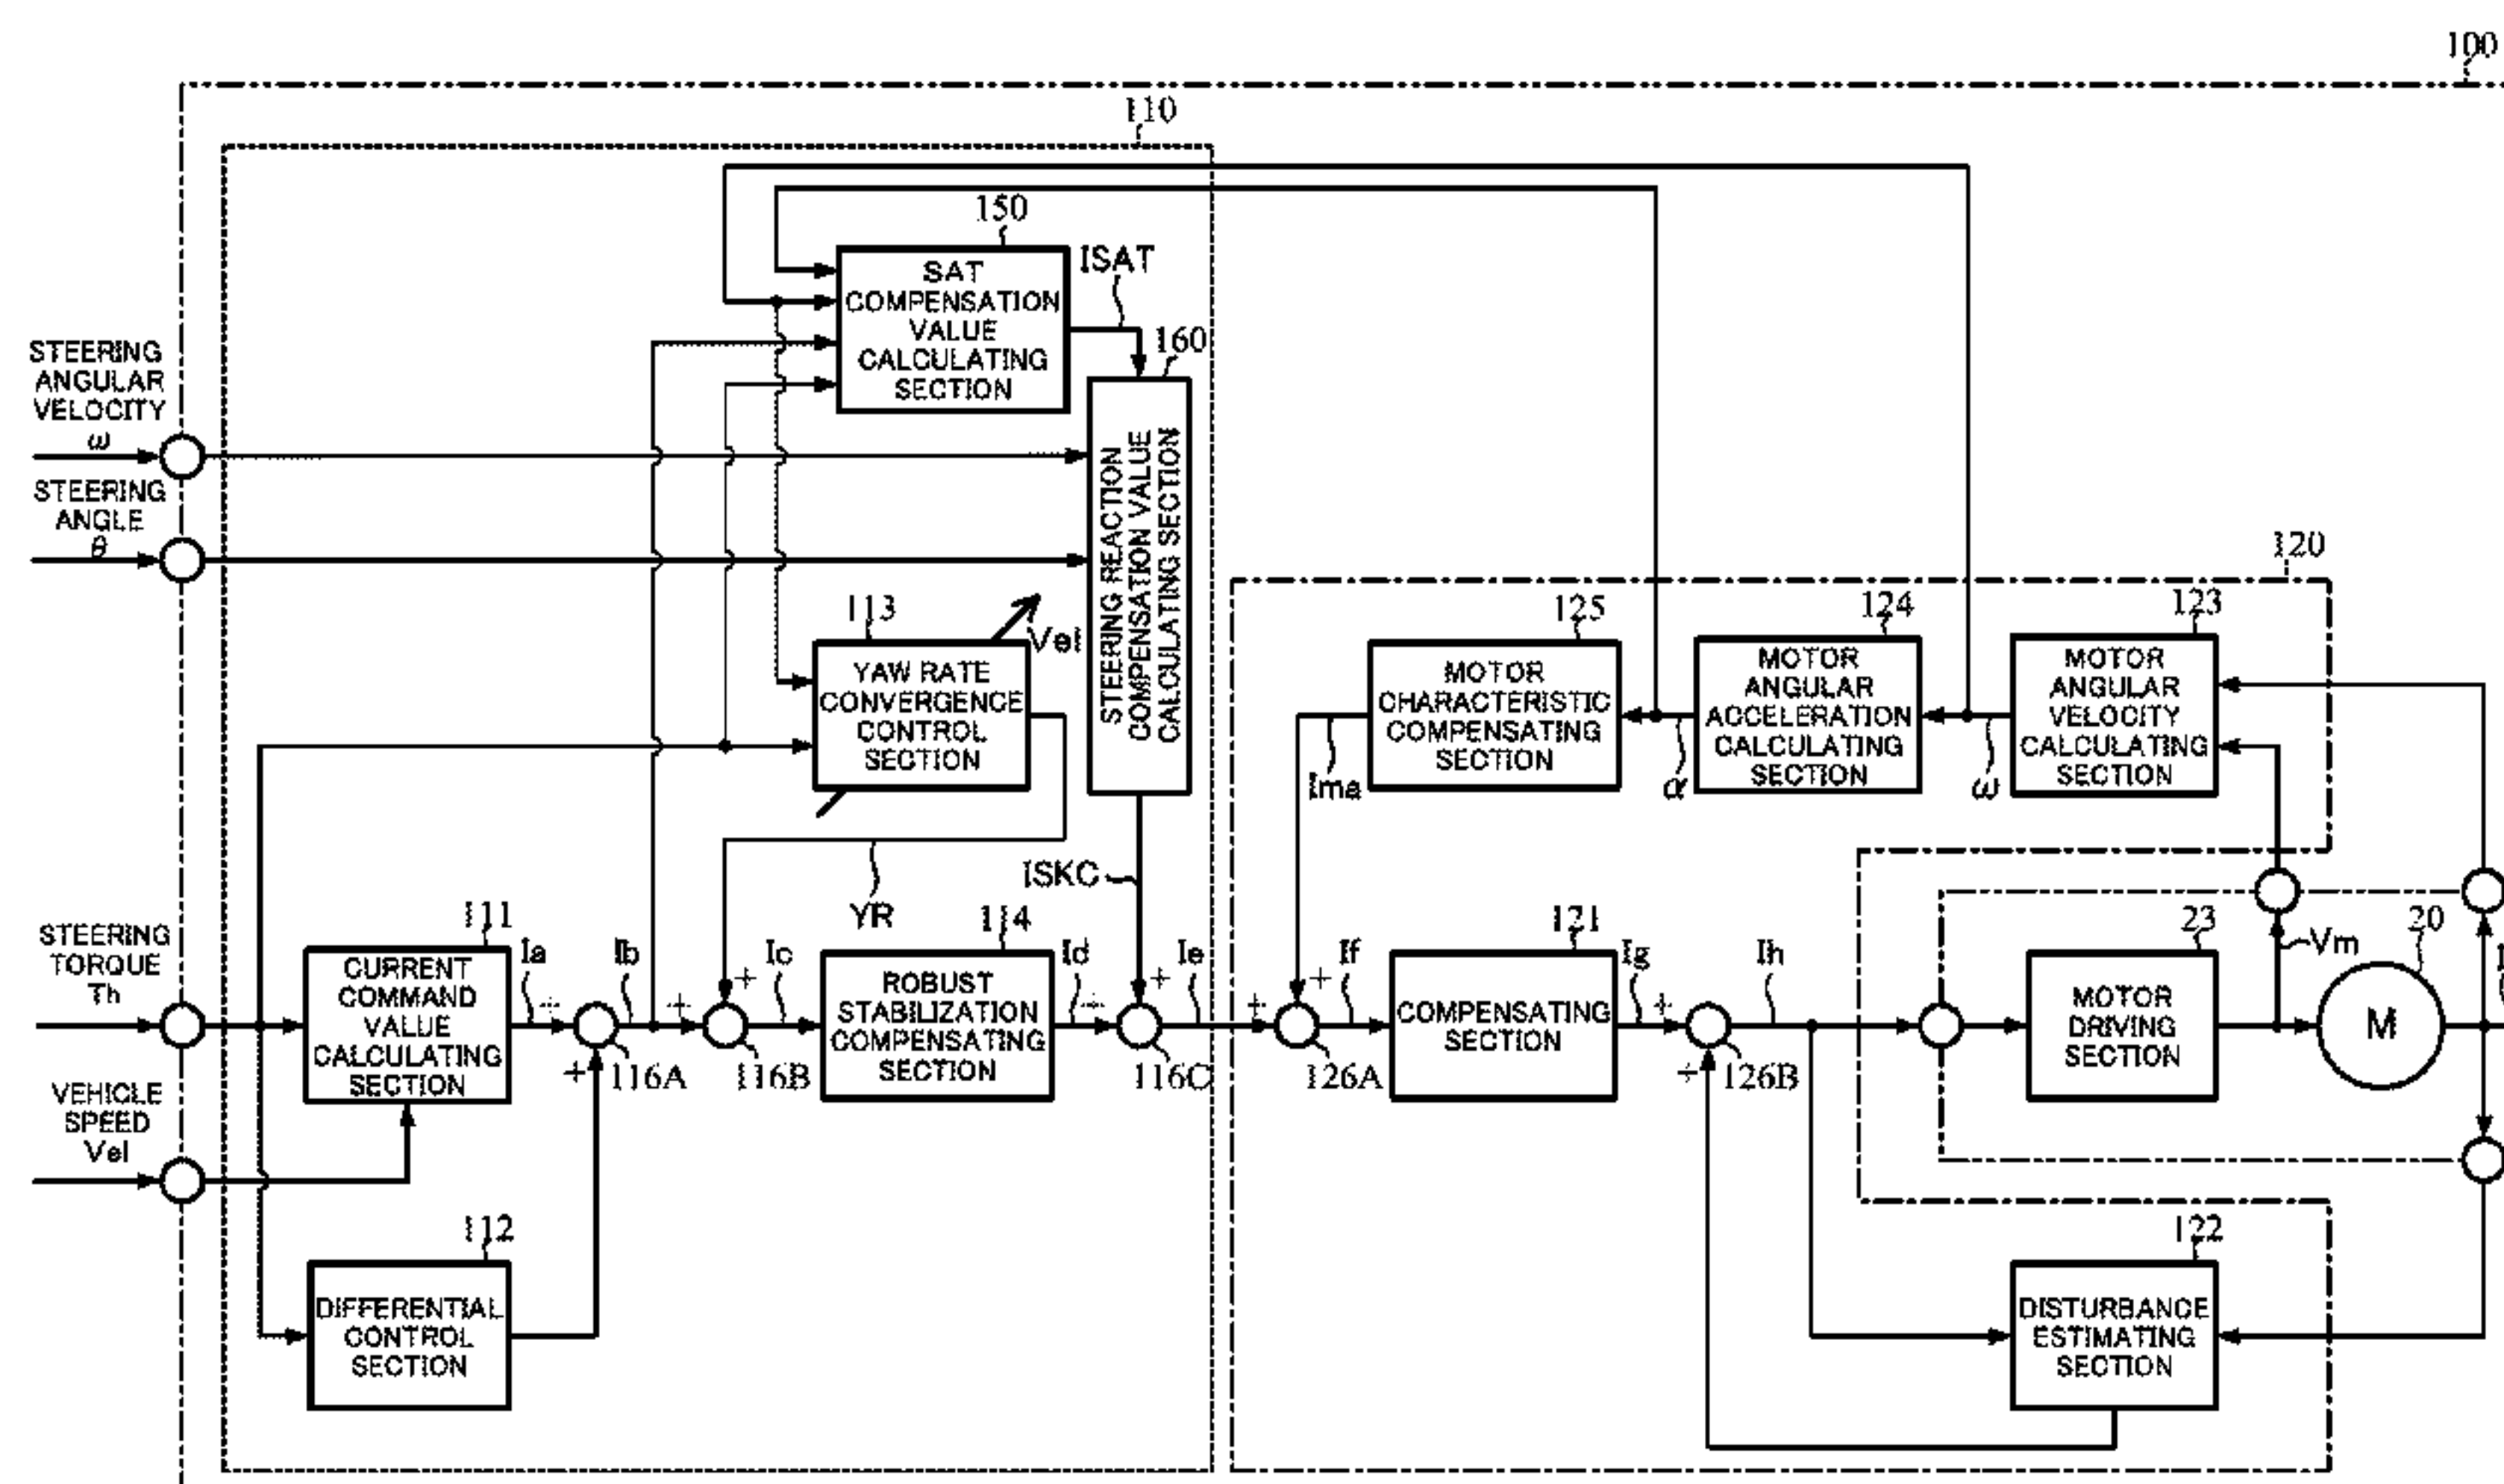 100
110
150
SAT
COMPENSATION
VALUE
CALCULATING
SECTION
ISAT
160
STEERING REACTION
COMPENSATION VALUE
CALCULATING SECTION
STEERING
ANGULAR
VELOCITY
ω
STEERING
ANGLE
θ
113
Vel
YAW RATE
CONVERGENCE
CONTROL
SECTION
YR
ISKC
120
125
MOTOR
CHARACTERISTIC
COMPENSATING
SECTION
Ima
124
MOTOR
ANGULAR
ACCELERATION
CALCULATING
SECTION
α
123
MOTOR
ANGULAR
VELOCITY
CALCULATING
SECTION
ω
STEERING
TORQUE
Th
VEHICLE
SPEED
Vel
111
CURRENT
COMMAND
VALUE
CALCULATING
SECTION
Ia
+
+
116A
Ib
+
+
116B
Ic
114
ROBUST
STABILIZATION
COMPENSATING
SECTION
Id
+
+
116C
Ie
+
+
126A
If
121
COMPENSATING
SECTION
Ig
+
+
126B
Ih
23
MOTOR
DRIVING
SECTION
Vm
20
M
112
DIFFERENTIAL
CONTROL
SECTION
122
DISTURBANCE
ESTIMATING
SECTION